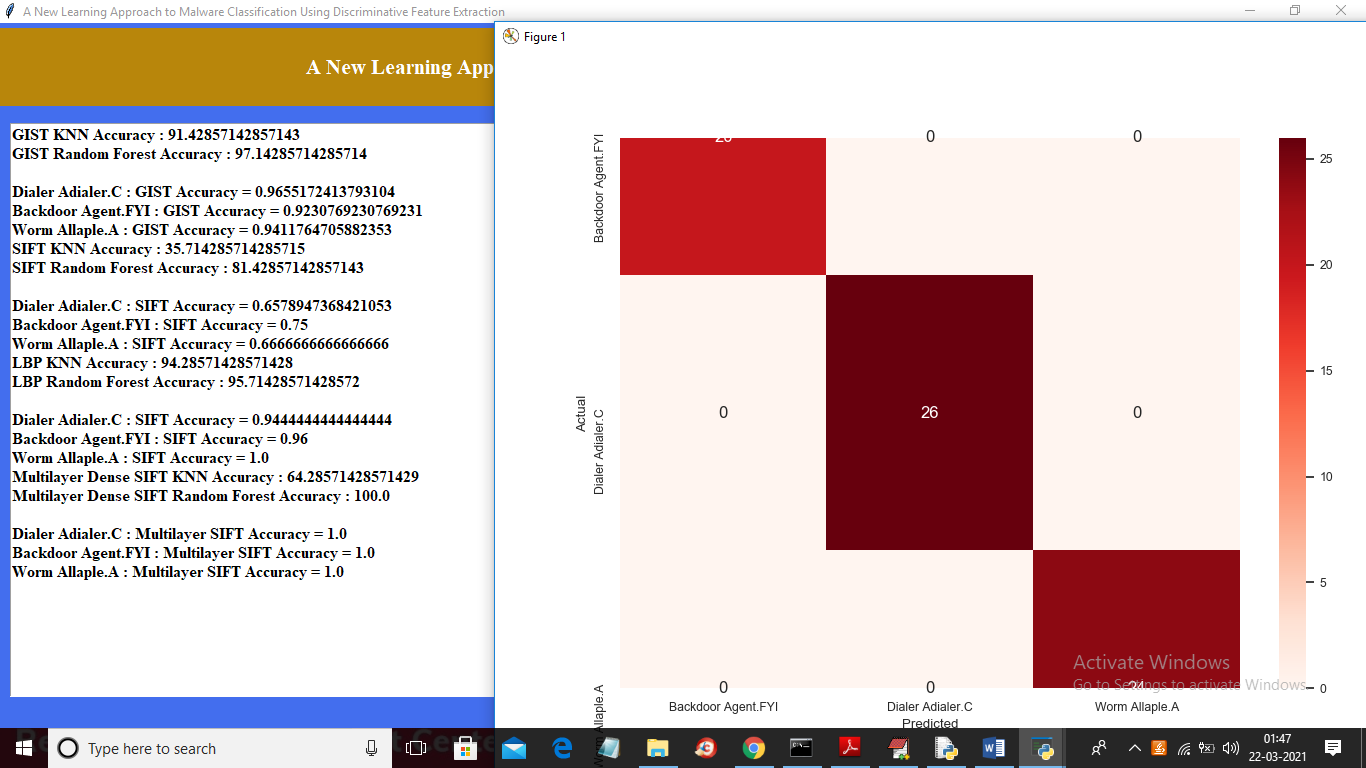 A New Learning Approach to Malware Classification Using Discriminative Feature Extraction
A New Learning App
GIST KNN Accuracy : 91.42857142857143
GIST Random Forest Accuracy : 97.14285714285714
Dialer Adialer.C : GIST Accuracy = 0.9655172413793104
Backdoor Agent.FYI : GIST Accuracy = 0.9230769230769231
Worm Allaple.A : GIST Accuracy = 0.9411764705882353
SIFT KNN Accuracy : 35.714285714285715
SIFT Random Forest Accuracy : 81.42857142857143
Dialer Adialer.C : SIFT Accuracy = 0.6578947368421053
Backdoor Agent.FYI : SIFT Accuracy = 0.75
Worm Allaple.A : SIFT Accuracy = 0.6666666666666666
LBP KNN Accuracy : 94.28571428571428
LBP Random Forest Accuracy : 95.71428571428572
Dialer Adialer.C : SIFT Accuracy = 0.9444444444444444
Backdoor Agent.FYI : SIFT Accuracy = 0.96
Worm Allaple.A : SIFT Accuracy = 1.0
Multilayer Dense SIFT KNN Accuracy : 64.28571428571429
Multilayer Dense SIFT Random Forest Accuracy : 100.0
Dialer Adialer.C : Multilayer SIFT Accuracy = 1.0
Backdoor Agent.FYI : Multilayer SIFT Accuracy = 1.0
Worm Allaple.A : Multilayer SIFT Accuracy = 1.0
Figure 1
Actual
Backdoor Agent.FYI
Dialer Adialer.C
Allaple.A
0 0
0 26 0
0 0 24
Backdoor Agent.FYI Dialer Adialer.C Worm Allaple.A
Predicted
25
20
15
10
5
0
Activate Windows
Go to Settings to activate Windows.
Type here to search
01:47
22-03-2021